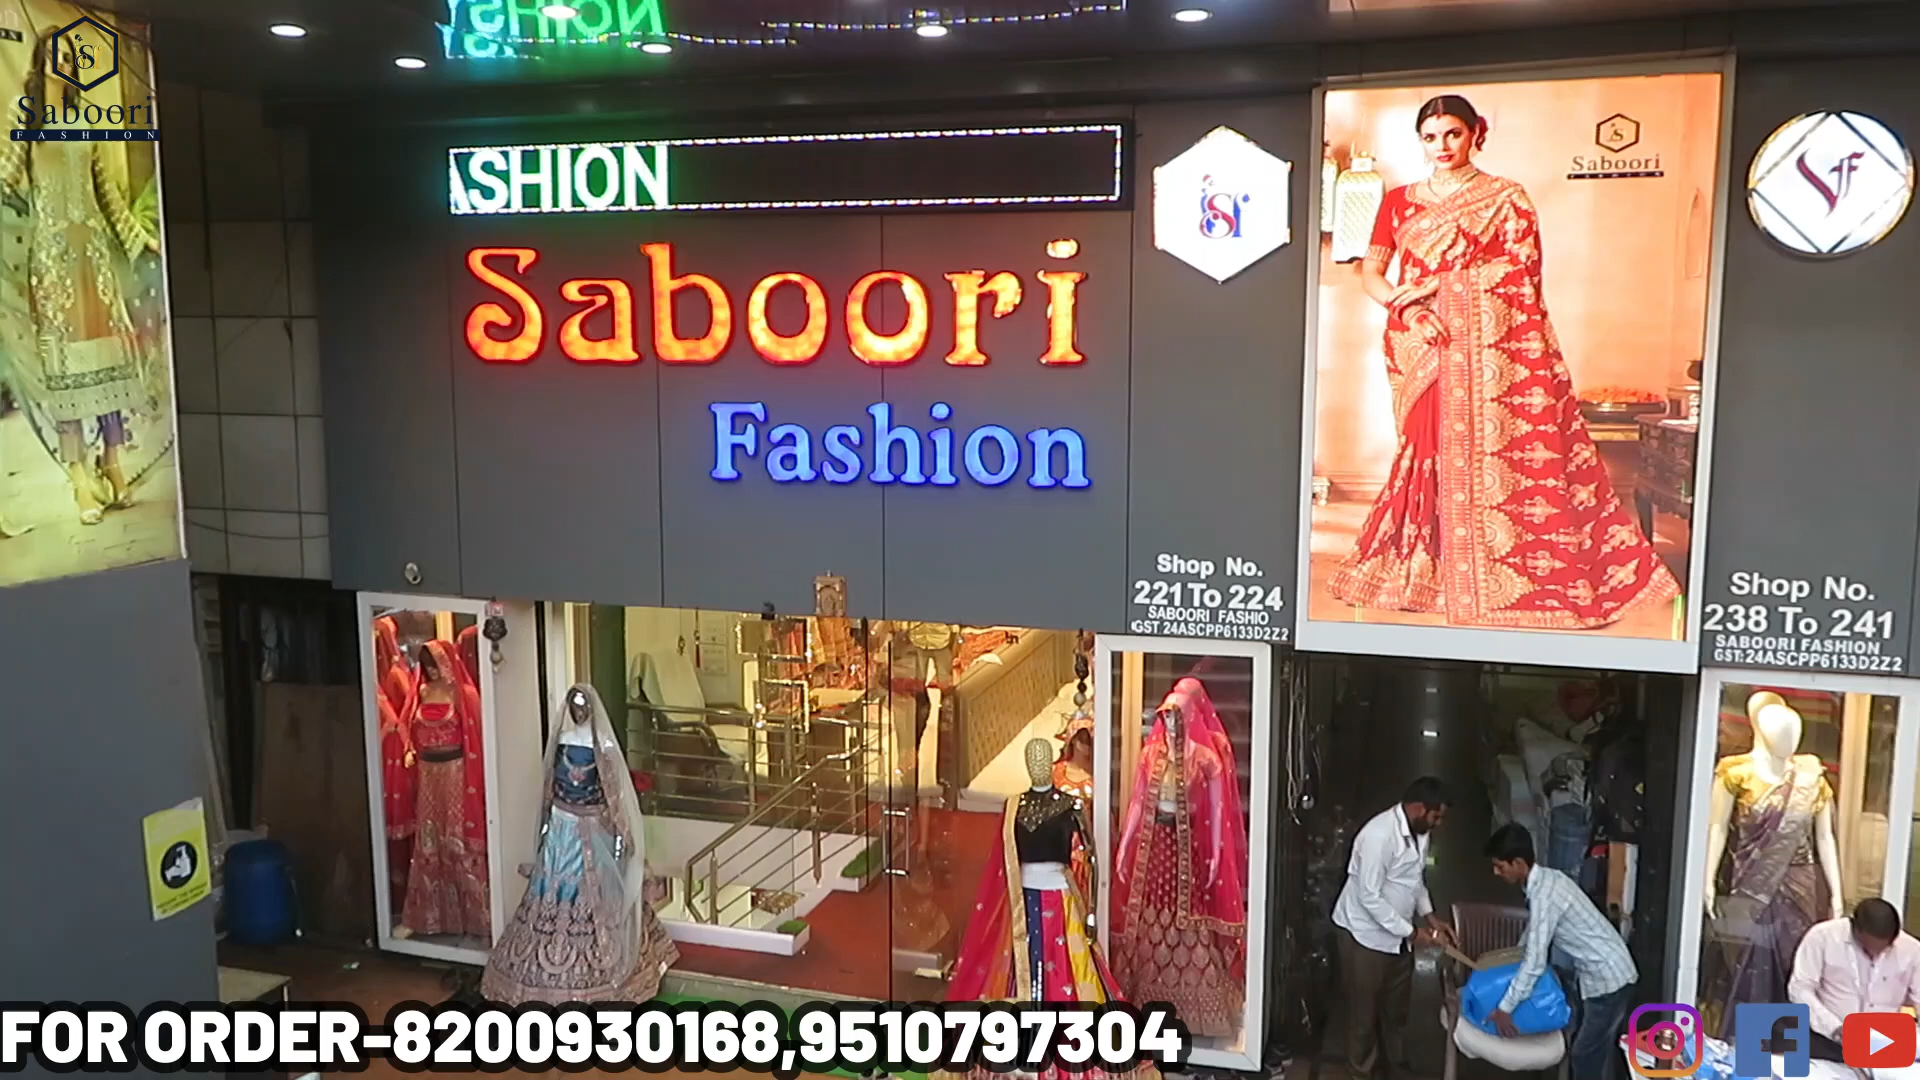 Saboori
FASHION
ASHION
Saboori
Fashion
Saboori
Shop No.
221 To 224
SABOORI FASHIO
GST 24ASCPP6133D2Z2
Shop No.
238 To 241
SABOORI FASHION
GST:24ASCPP6133D2Z2
FOR ORDER-8200930168,9510797304